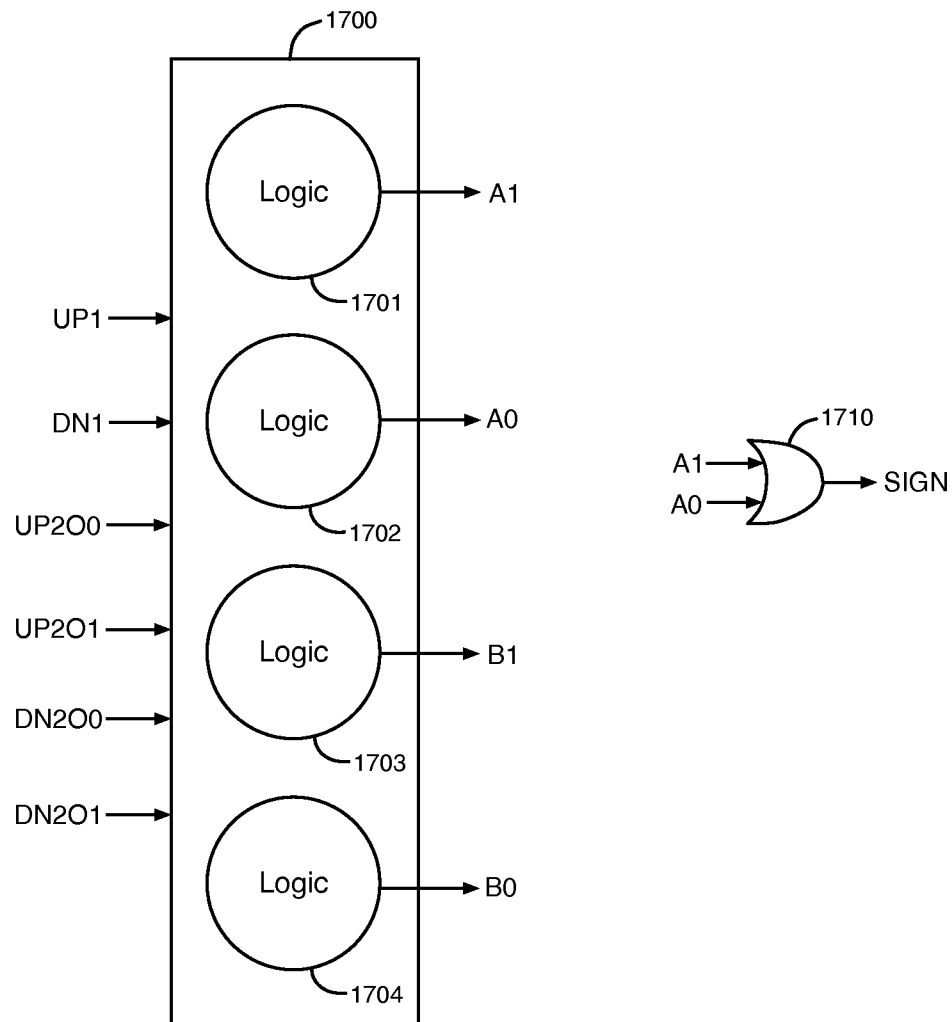 1700
Logic
A1
1701
UP1
Logic
DN1
A0
1710
A1
SIGN
A0
UP2O0
1702
UP2O1
Logic
B1
DN2O0
1703
DN2O1
Logic
B0
1704